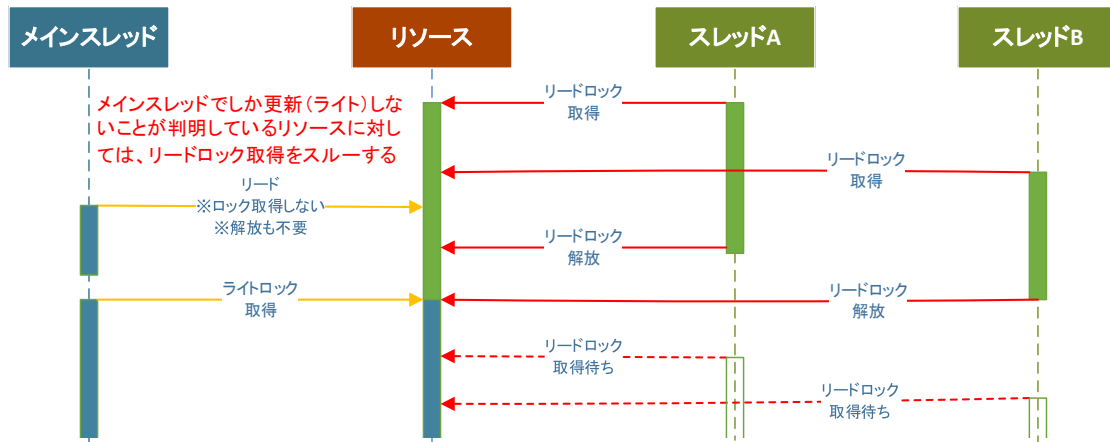 メインスレッド
リソース
スレッドA
スレッドB
メインスレッドでしか更新（ライト）しな
いことが判明しているリソースに対し
ては、リードロック取得をスルーする
リードロック
取得
リードロック
取得
リード
※ロック取得しない
※解放も不要
リードロック
解放
ライトロック
取得
リードロック
解放
リードロック
取得待ち
リードロック
取得待ち